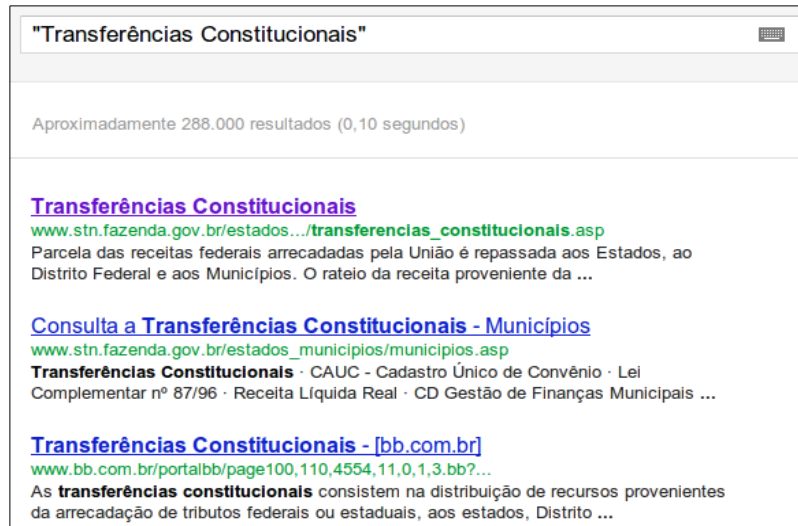 "Transferências Constitucionais"
Aproximadamente 288.000 resultados (0,10 segundos)
Transferências Constitucionais
www.stn.fazenda.gov.br/estados.../transferencias_constitucionais.asp
Parcela das receitas federais arrecadadas pela União é repassada aos Estados, ao
Distrito Federal e aos Municípios. O rateio da receita proveniente da ...
Consulta a Transferências Constitucionais - Municípios
www.stn.fazenda.gov.br/estados_municipios/municipios.asp
Transferências Constitucionais · CAUC - Cadastro Único de Convênio · Lei
Complementar nº 87/96 · Receita Líquida Real · CD Gestão de Finanças Municipais ...
Transferências Constitucionais - [bb.com.br]
www.bb.com.br/portalbb/page100,110,4554,11,0,1,3.bb?...
As transferências constitucionais consistem na distribuição de recursos provenientes
da arrecadação de tributos federais ou estaduais, aos estados, Distrito ...